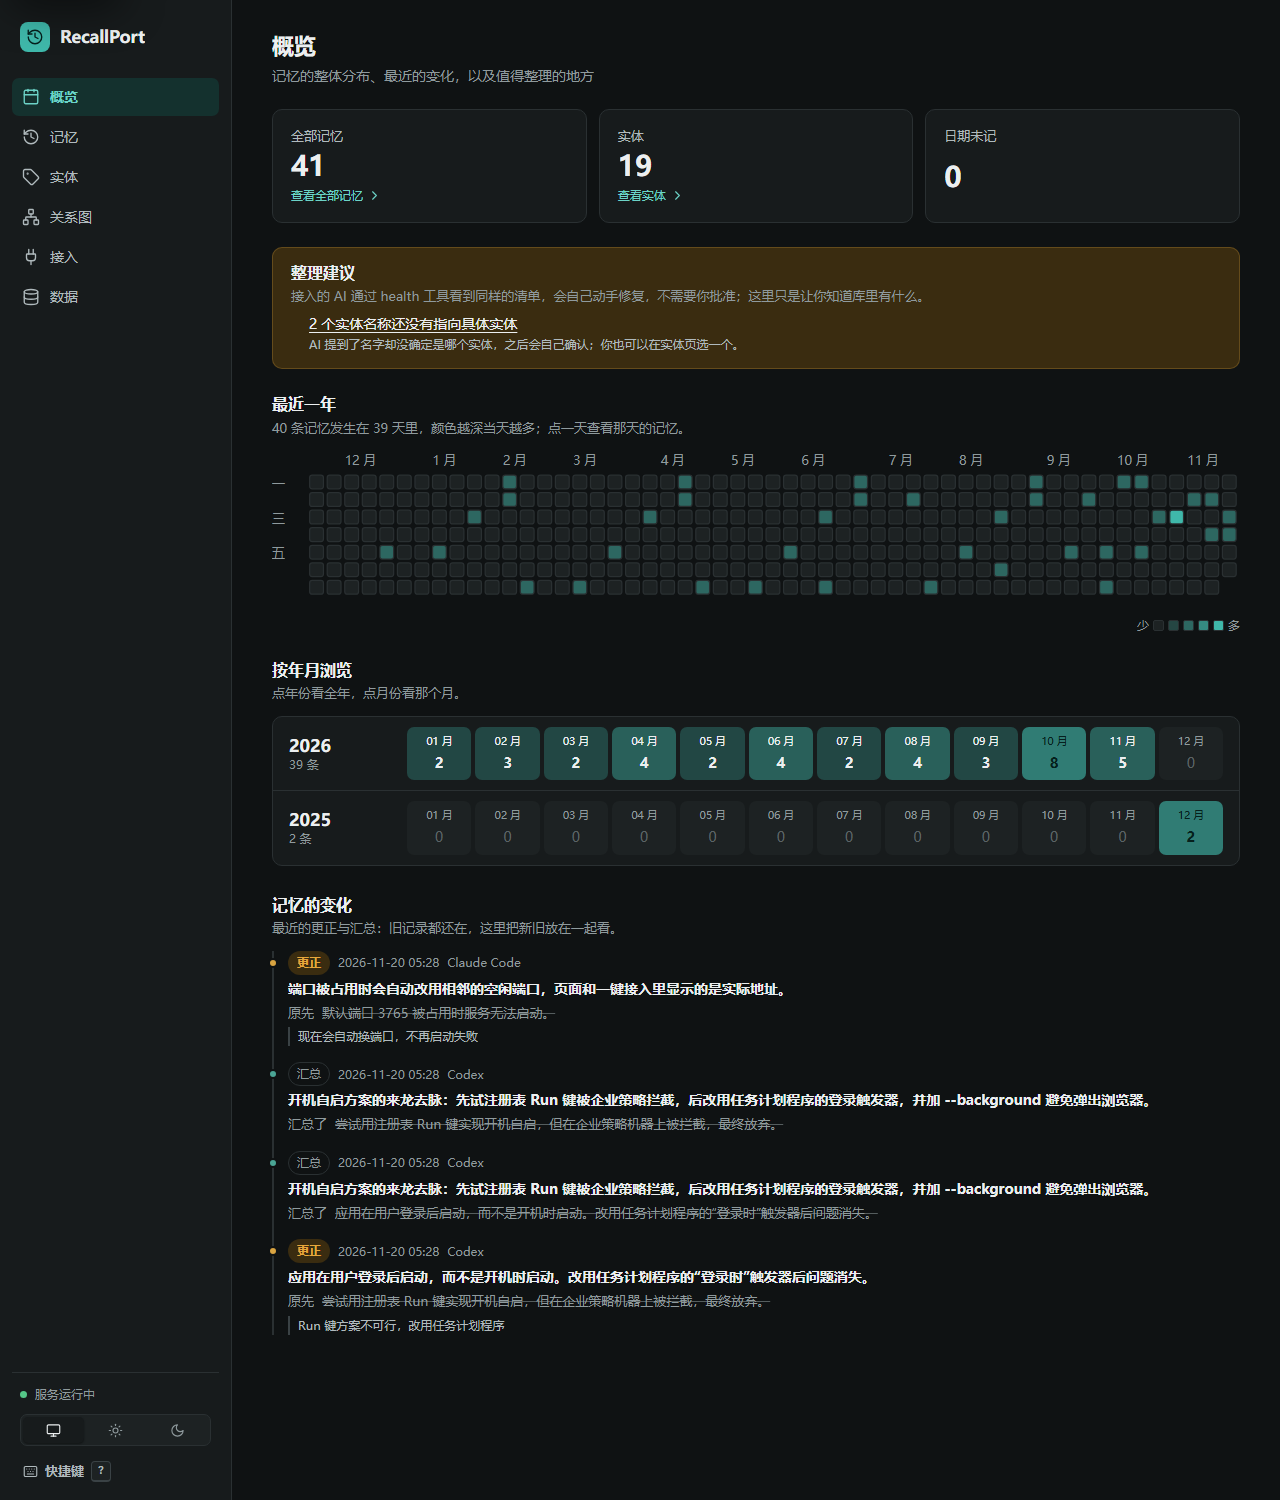 RecallPort
概览
记忆
实体
关系图
接入
数据
服务运行中
快捷键 ?
概览
记忆的整体分布、最近的变化，以及值得整理的地方
全部记忆
41
查看全部记忆
实体
19
查看实体
日期未记
0
整理建议
接入的 AI 通过 health 工具看到同样的清单，会自己动手修复，不需要你批准；这里只是让你知道库里有什么。
2 个实体名称还没有指向具体实体
AI 提到了名字却没确定是哪个实体，之后会自己确认；你也可以在实体页选一个。
最近一年
40 条记忆发生在 39 天里，颜色越深当天越多；点一天查看那天的记忆。
12 月 1 月 2 月 3 月 4 月 5 月 6 月 7 月 8 月 9 月 10 月 11 月
一
三
五
少 多
按年月浏览
点年份看全年，点月份看那个月。
2026
39 条
01 月 02 月 03 月 04 月 05 月 06 月 07 月 08 月 09 月 10 月 11 月 12 月
2 3 2 4 2 4 2 4 3 8 5 0
2025
2 条
01 月 02 月 03 月 04 月 05 月 06 月 07 月 08 月 09 月 10 月 11 月 12 月
0 0 0 0 0 0 0 0 0 0 0 2
记忆的变化
最近的更正与汇总：旧记录都还在，这里把新旧放在一起看。
更正 2026-11-20 05:28 Claude Code
端口被占用时会自动改用相邻的空闲端口，页面和一键接入里显示的是实际地址。
原先 默认端口 3765 被占用时服务无法启动。
现在会自动换端口，不再启动失败
汇总 2026-11-20 05:28 Codex
开机自启方案的来龙去脉：先试注册表 Run 键被企业策略拦截，后改用任务计划程序的登录触发器，并加 --background 避免弹出浏览器。
汇总了 尝试用注册表 Run 键实现开机自启，但在企业策略机器上被拦截，最终放弃。
汇总 2026-11-20 05:28 Codex
开机自启方案的来龙去脉：先试注册表 Run 键被企业策略拦截，后改用任务计划程序的登录触发器，并加 --background 避免弹出浏览器。
汇总了 应用在用户登录后启动，而不是开机时启动。改用任务计划程序的“登录时”触发器后问题消失。
更正 2026-11-20 05:28 Codex
应用在用户登录后启动，而不是开机时启动。改用任务计划程序的“登录时”触发器后问题消失。
原先 尝试用注册表 Run 键实现开机自启，但在企业策略机器上被拦截，最终放弃。
Run 键方案不可行，改用任务计划程序